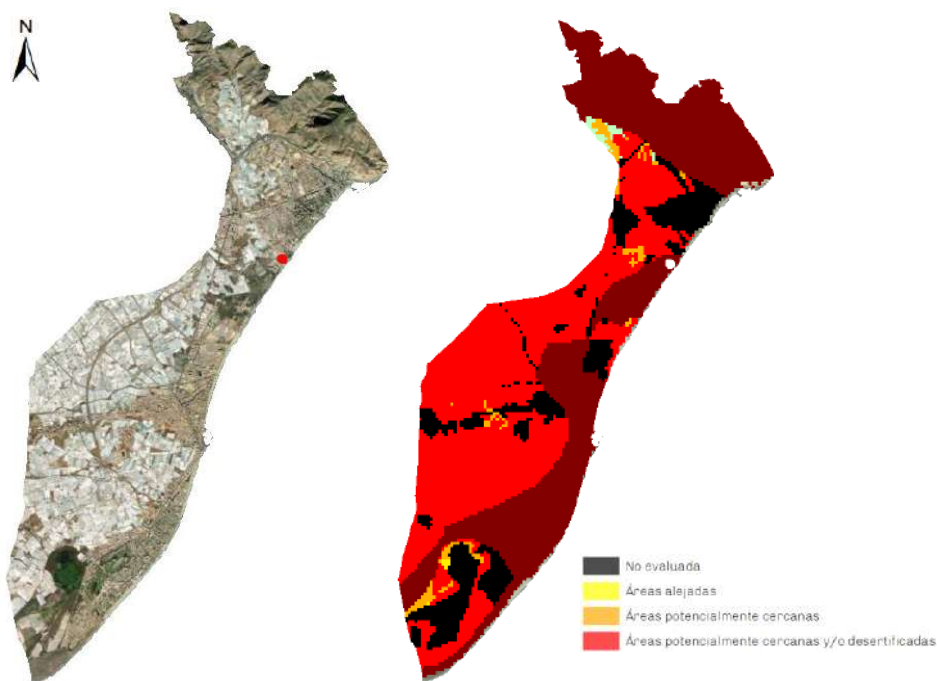 N
No evaluada
Áreas alejadas
Áreas potencialmente cercanas
Áreas potencialmente cercanas y/o desertificadas